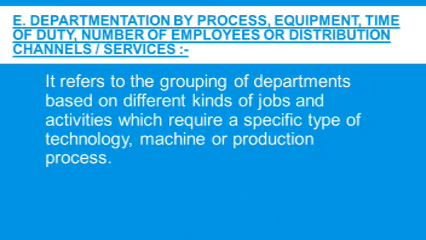 E. DEPARTMENTATION BY PROCESS, EQUIPMENT, TIME
OF DUTY, NUMBER OF EMPLOYEES OR DISTRIBUTION
CHANNELS / SERVICES :-
It refers to the grouping of departments
based on different kinds of jobs and
activities which require a specific type of
technology, machine or production
process.